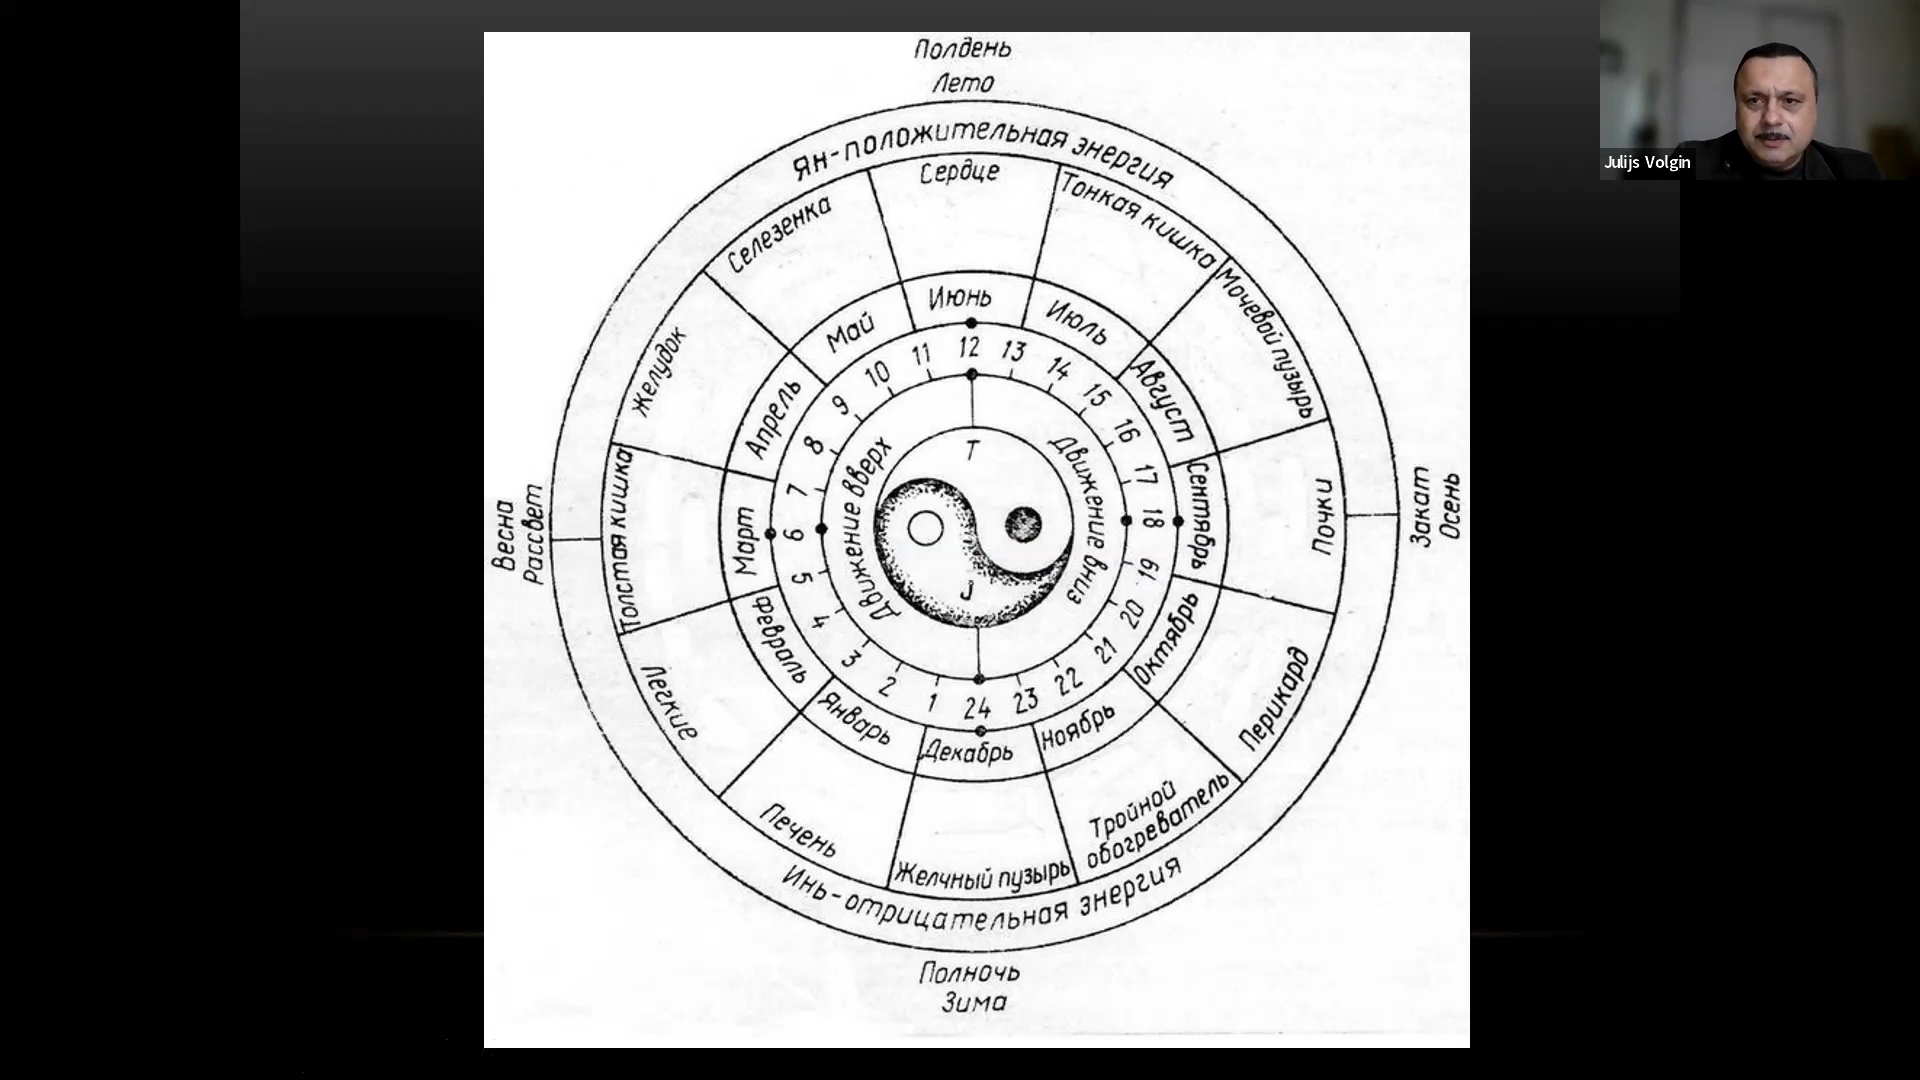 Полдень
Лето
Julijs Volgin
Ян-положительная энергия
Сердце
Тонкая кишка
Мочевой пузырь
Почки
Перикард
Тройной
обогреватель
Желчный пузырь
Печень
Легкие
Толстая кишка
Желудок
Селезенка
Июнь
Июль
Август
Сентябрь
Октябрь
Ноябрь
Декабрь
Январь
Февраль
Март
Апрель
Май
12
13
14
15
16
17
18
19
20
21
22
23
24
1
2
3
4
5
6
7
8
9
10
11
Движение вверх
Движение вниз
T
J
Весна
Рассвет
Закат
Осень
Инь-отрицательная энергия
Полночь
Зима